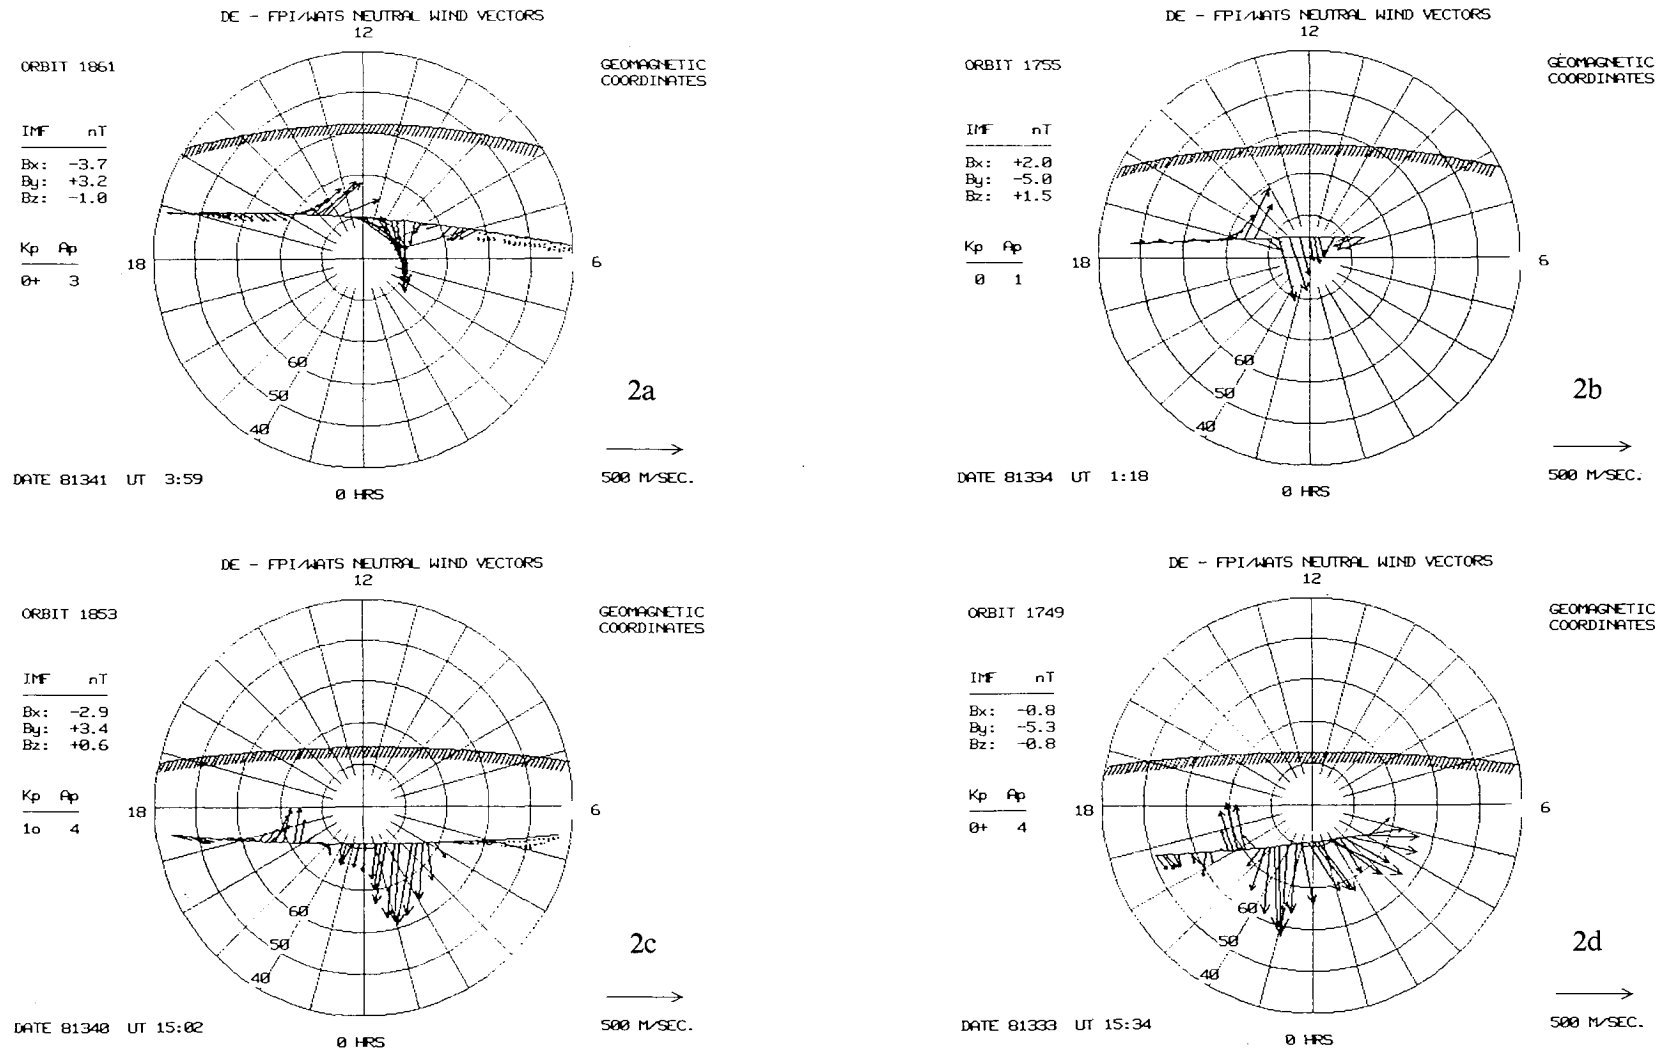 DE - FPI/WATS NEUTRAL WIND VECTORS
12
ORBIT 1861
GEOMAGNETIC
COORDINATES
IMF nT
Bx: -3.7
By: +3.2
Bz: -1.0
Kp Ap
0+ 3
18
6
60
50
40
2a
500 M/SEC.
DATE 81341 UT 3:59
0 HRS
DE - FPI/WATS NEUTRAL WIND VECTORS
12
ORBIT 1755
GEOMAGNETIC
COORDINATES
IMF nT
Bx: +2.0
By: -5.0
Bz: +1.5
Kp Ap
0 1
18
6
60
50
40
2b
500 M/SEC.
DATE 81334 UT 1:18
0 HRS
DE - FPI/WATS NEUTRAL WIND VECTORS
12
ORBIT 1853
GEOMAGNETIC
COORDINATES
IMF nT
Bx: -2.9
By: +3.4
Bz: +0.6
Kp Ap
1o 4
18
6
60
50
40
2c
500 M/SEC.
DATE 81340 UT 15:02
0 HRS
DE - FPI/WATS NEUTRAL WIND VECTORS
12
ORBIT 1749
GEOMAGNETIC
COORDINATES
IMF nT
Bx: -0.8
By: -5.3
Bz: -0.8
Kp Ap
0+ 4
18
6
60
50
40
2d
500 M/SEC.
DATE 81333 UT 15:34
0 HRS